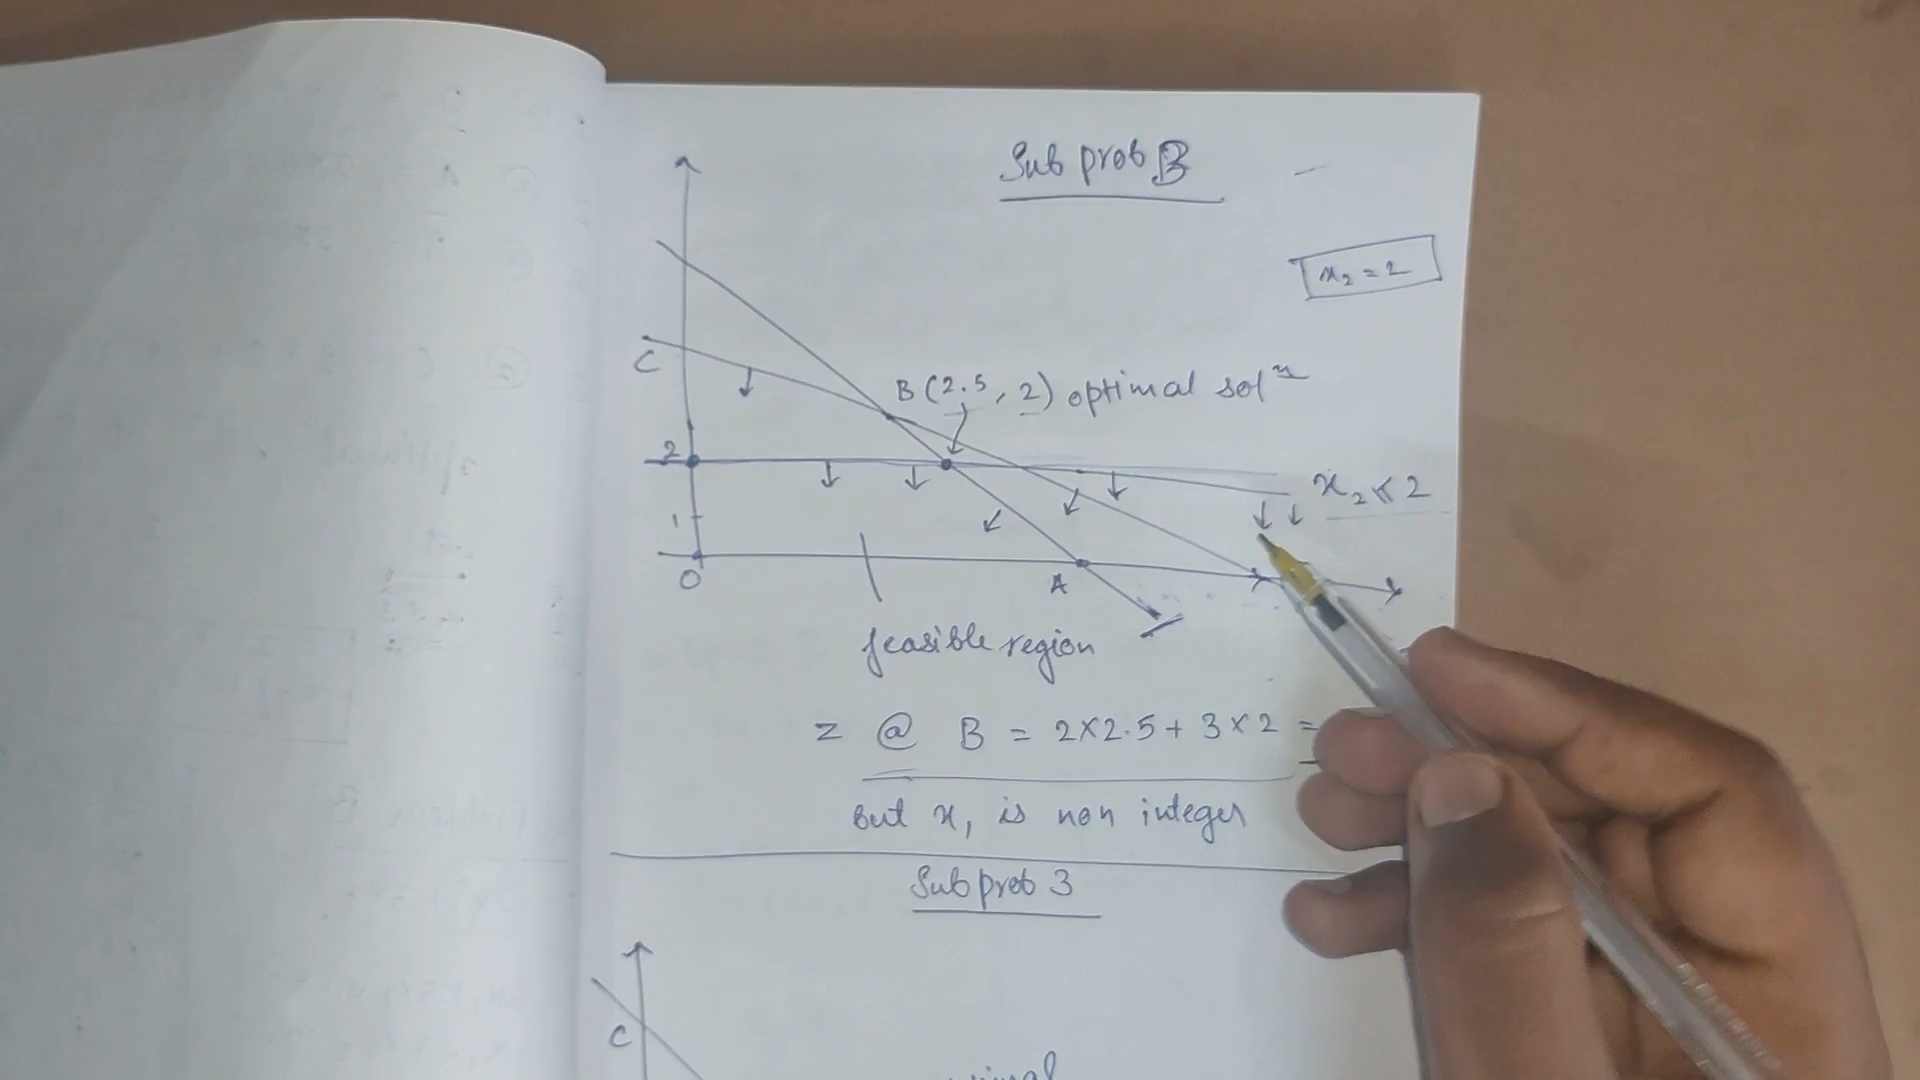 Sub prob B
x₂ = 2
C
B(2.5, 2) optimal solⁿ
2
x₂ ≤ 2
1
O
A
feasible region
Z @ B = 2×2.5 + 3×2 =
But x₁ is non integer
Sub prob 3
C